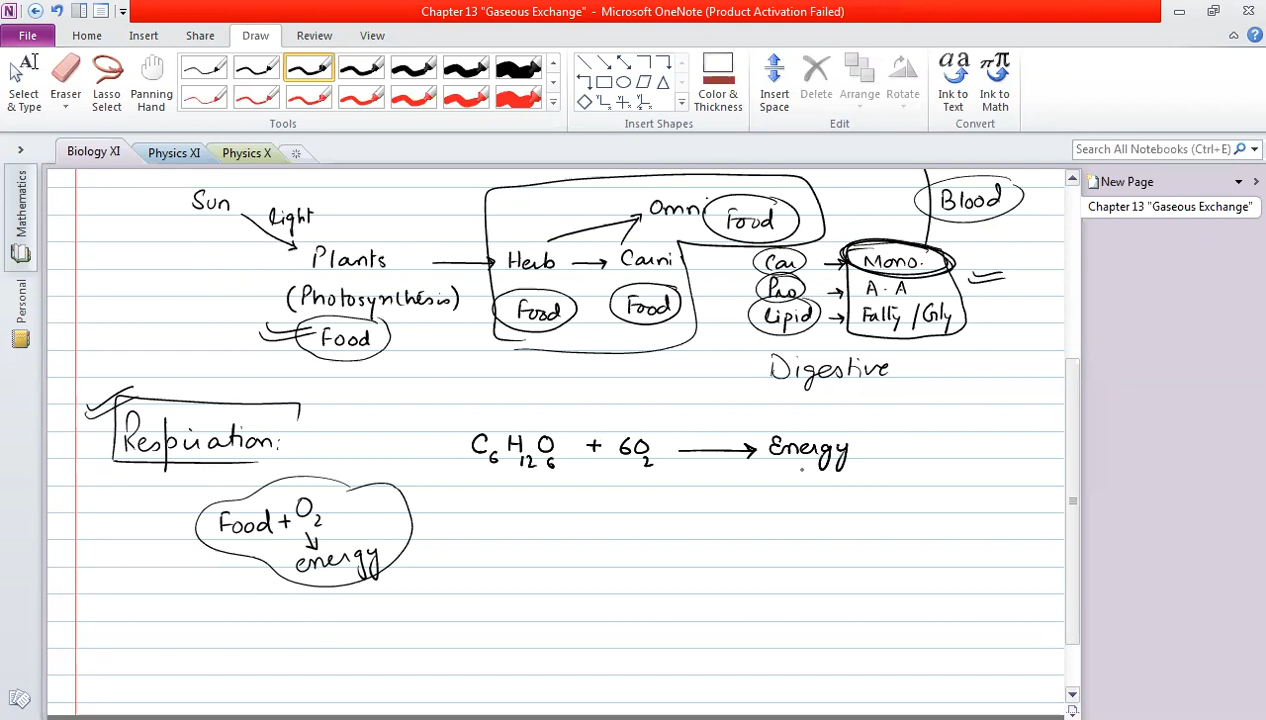 Chapter 13 "Gaseous Exchange" - Microsoft OneNote (Product Activation Failed)
File Home Insert Share Draw Review View
Select & Type
Eraser
Lasso Select
Panning Hand
Color & Thickness
Insert Space
Delete
Arrange
Rotate
Ink to Text
Ink to Math
Tools
Insert Shapes
Edit
Convert
Biology XI Physics XI Physics X
Search All Notebooks (Ctrl+E)
New Page
Chapter 13 "Gaseous Exchange"
Mathematics
Personal
Sun
light
Omni Food
Blood
Plants → Herb → Carni
Car → Mono.
(Photosynthesis)
Food Food
Pro → A.A
Lipid → Fatty/Gly
Food
Digestive
Respiration:
C6H12O6 + 6O2 → Energy
Food + O2
↓
energy